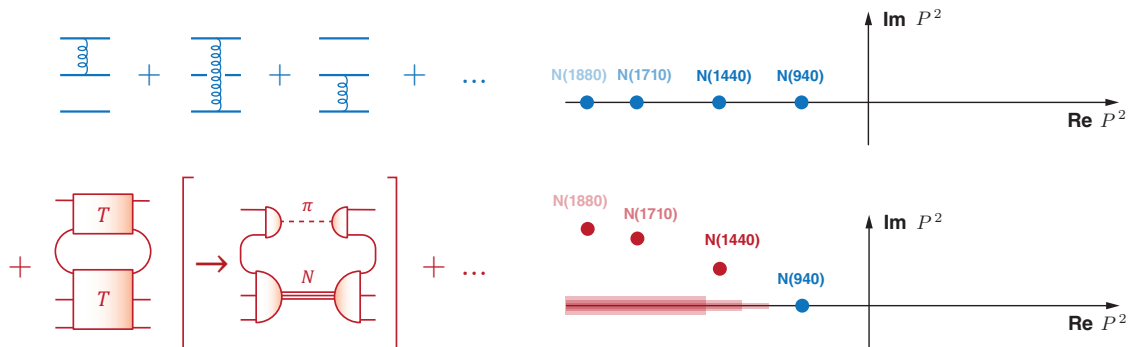 Im P²
+ + + ...
N(1880) N(1710) N(1440) N(940)
Re P²
T
π
N(1880)
N(1710)
N(1440)
Im P²
+ T → N + ...
N(940)
Re P²